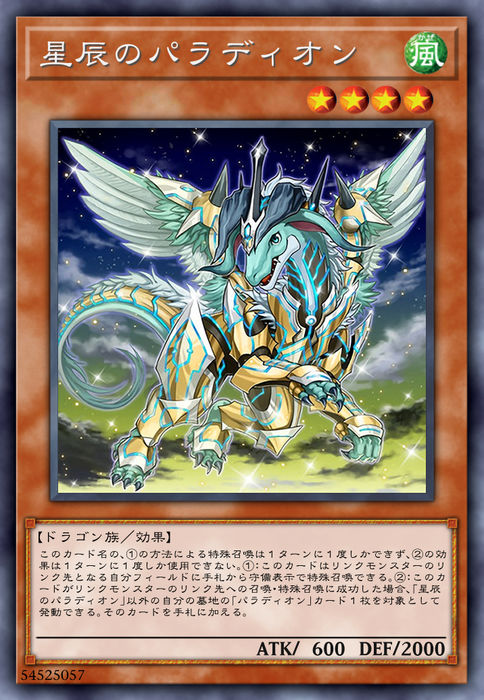 星辰のパラディオン
かぜ
風
【ドラゴン族／効果】
このカード名の、①の方法による特殊召喚は１ターンに１度しかできず、②の効
果は１ターンに１度しか使用できない。①：このカードはリンクモンスターのリ
ンク先となる自分フィールドに手札から守備表示で特殊召喚できる。②：このカ
ードがリンクモンスターのリンク先への召喚・特殊召喚に成功した場合、「星辰
のパラディオン」以外の自分の墓地の「パラディオン」カード１枚を対象として
発動できる。そのカードを手札に加える。
ATK/ 600 DEF/2000
54525057